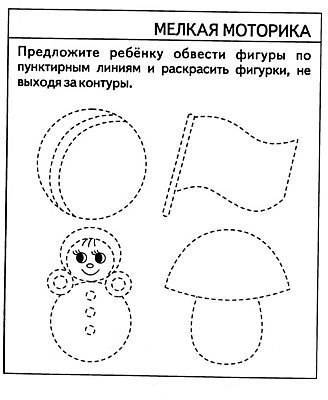 МЕЛКАЯ МОТОРИКА
Предложите ребёнку обвести фигуры по
пунктирным линиям и раскрасить фигурки, не
выходя за контуры.